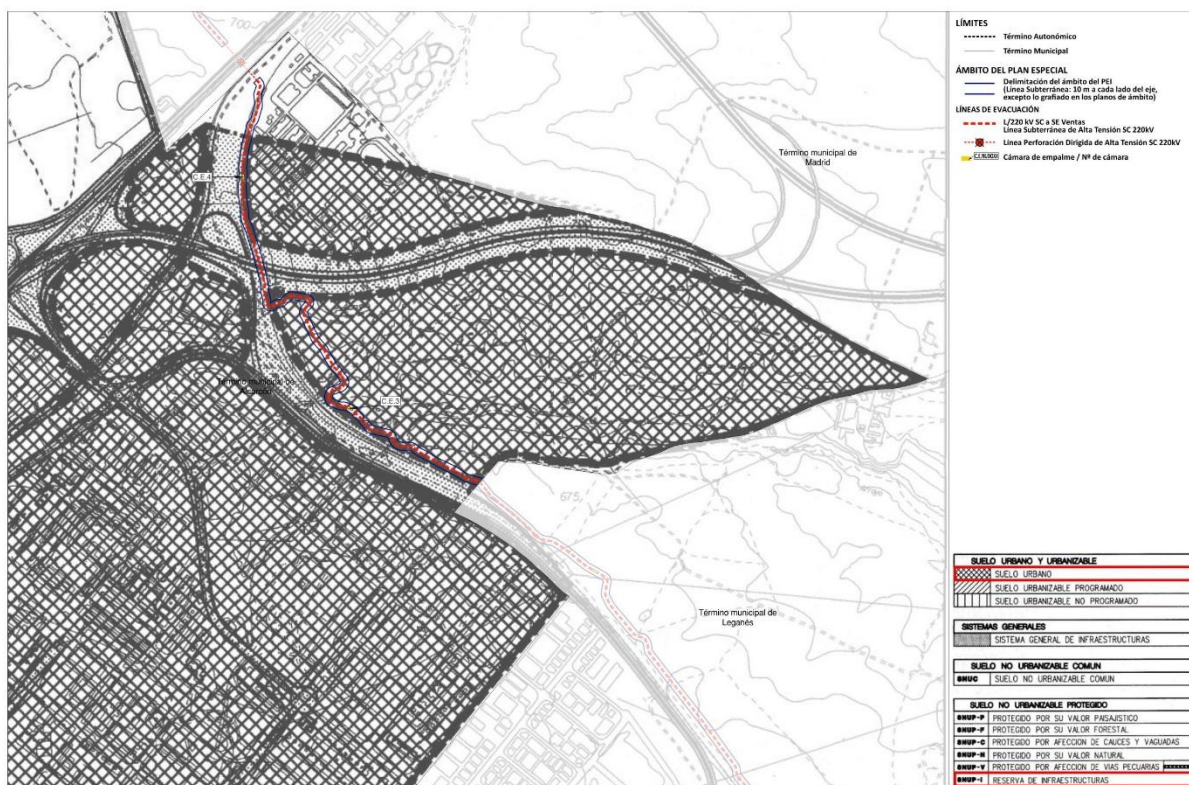 700
C.E.4
Término municipal de
Madrid
Término municipal de
Alcorcón
C.E.3
675
Término municipal de
Leganés
LÍMITES
Término Autonómico
Término Municipal
ÁMBITO DEL PLAN ESPECIAL
Delimitación del ámbito del PEI
(Línea Subterránea: 10 m a cada lado del eje,
excepto lo grafiado en los planos de ámbito)
LÍNEAS DE EVACUACIÓN
L/220 kV SC a SE Ventas
Línea Subterránea de Alta Tensión SC 220kV
Línea Perforación Dirigida de Alta Tensión SC 220kV
Cámara de empalme / Nº de cámara
SUELO URBANO Y URBANIZABLE
SUELO URBANO
SUELO URBANIZABLE PROGRAMADO
SUELO URBANIZABLE NO PROGRAMADO
SISTEMAS GENERALES
SISTEMA GENERAL DE INFRAESTRUCTURAS
SUELO NO URBANIZABLE COMUN
SNUC SUELO NO URBANIZABLE COMUN
SUELO NO URBANIZABLE PROTEGIDO
SNUP-P PROTEGIDO POR SU VALOR PAISAJISTICO
SNUP-F PROTEGIDO POR SU VALOR FORESTAL
SNUP-C PROTEGIDO POR AFECCION DE CAUCES Y VAGUADAS
SNUP-N PROTEGIDO POR SU VALOR NATURAL
SNUP-V PROTEGIDO POR AFECCION DE VIAS PECUARIAS
SNUP-I RESERVA DE INFRAESTRUCTURAS